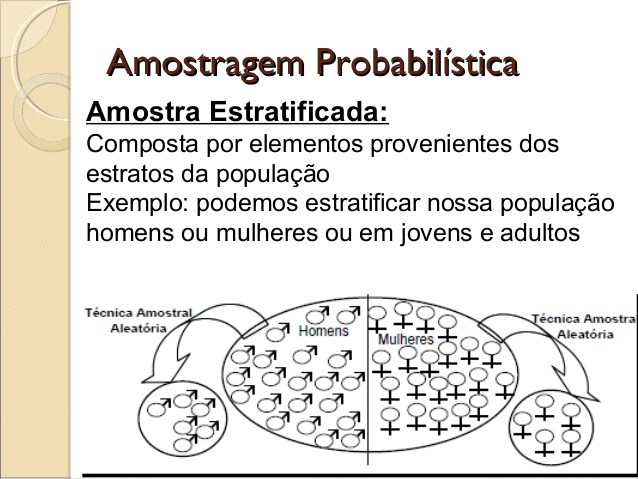 Amostragem Probabilística
Amostra Estratificada:
Composta por elementos provenientes dos
estratos da população
Exemplo: podemos estratificar nossa população
homens ou mulheres ou em jovens e adultos
Técnica Amostral
Aleatória
Homens
Mulheres
Técnica Amostra
Aleatória